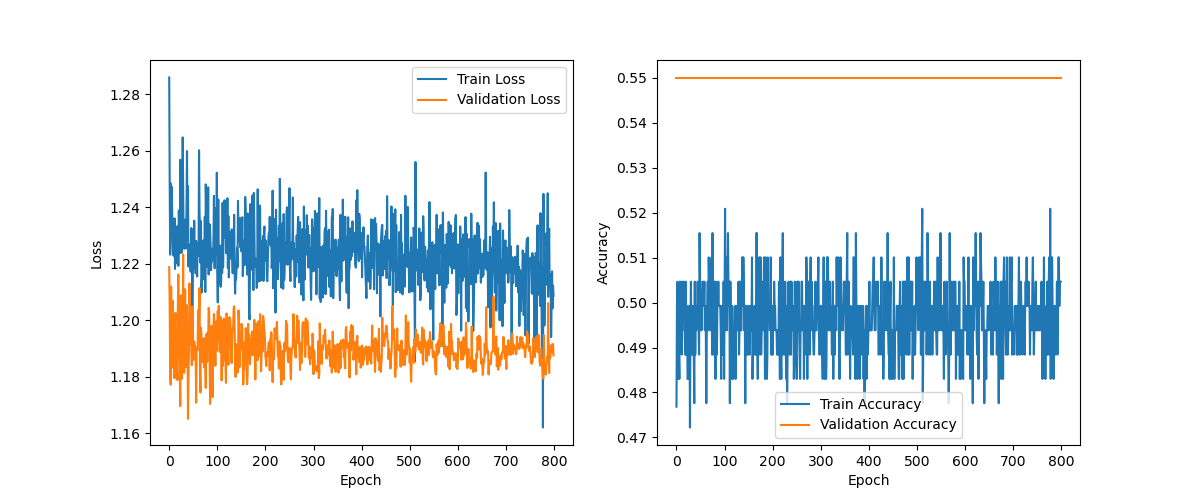 1.28
1.26
1.24
1.22
1.20
1.18
1.16
Loss
0 100 200 300 400 500 600 700 800
Epoch
Train Loss
Validation Loss
0.55
0.54
0.53
0.52
0.51
0.50
0.49
0.48
0.47
Accuracy
0 100 200 300 400 500 600 700 800
Epoch
Train Accuracy
Validation Accuracy